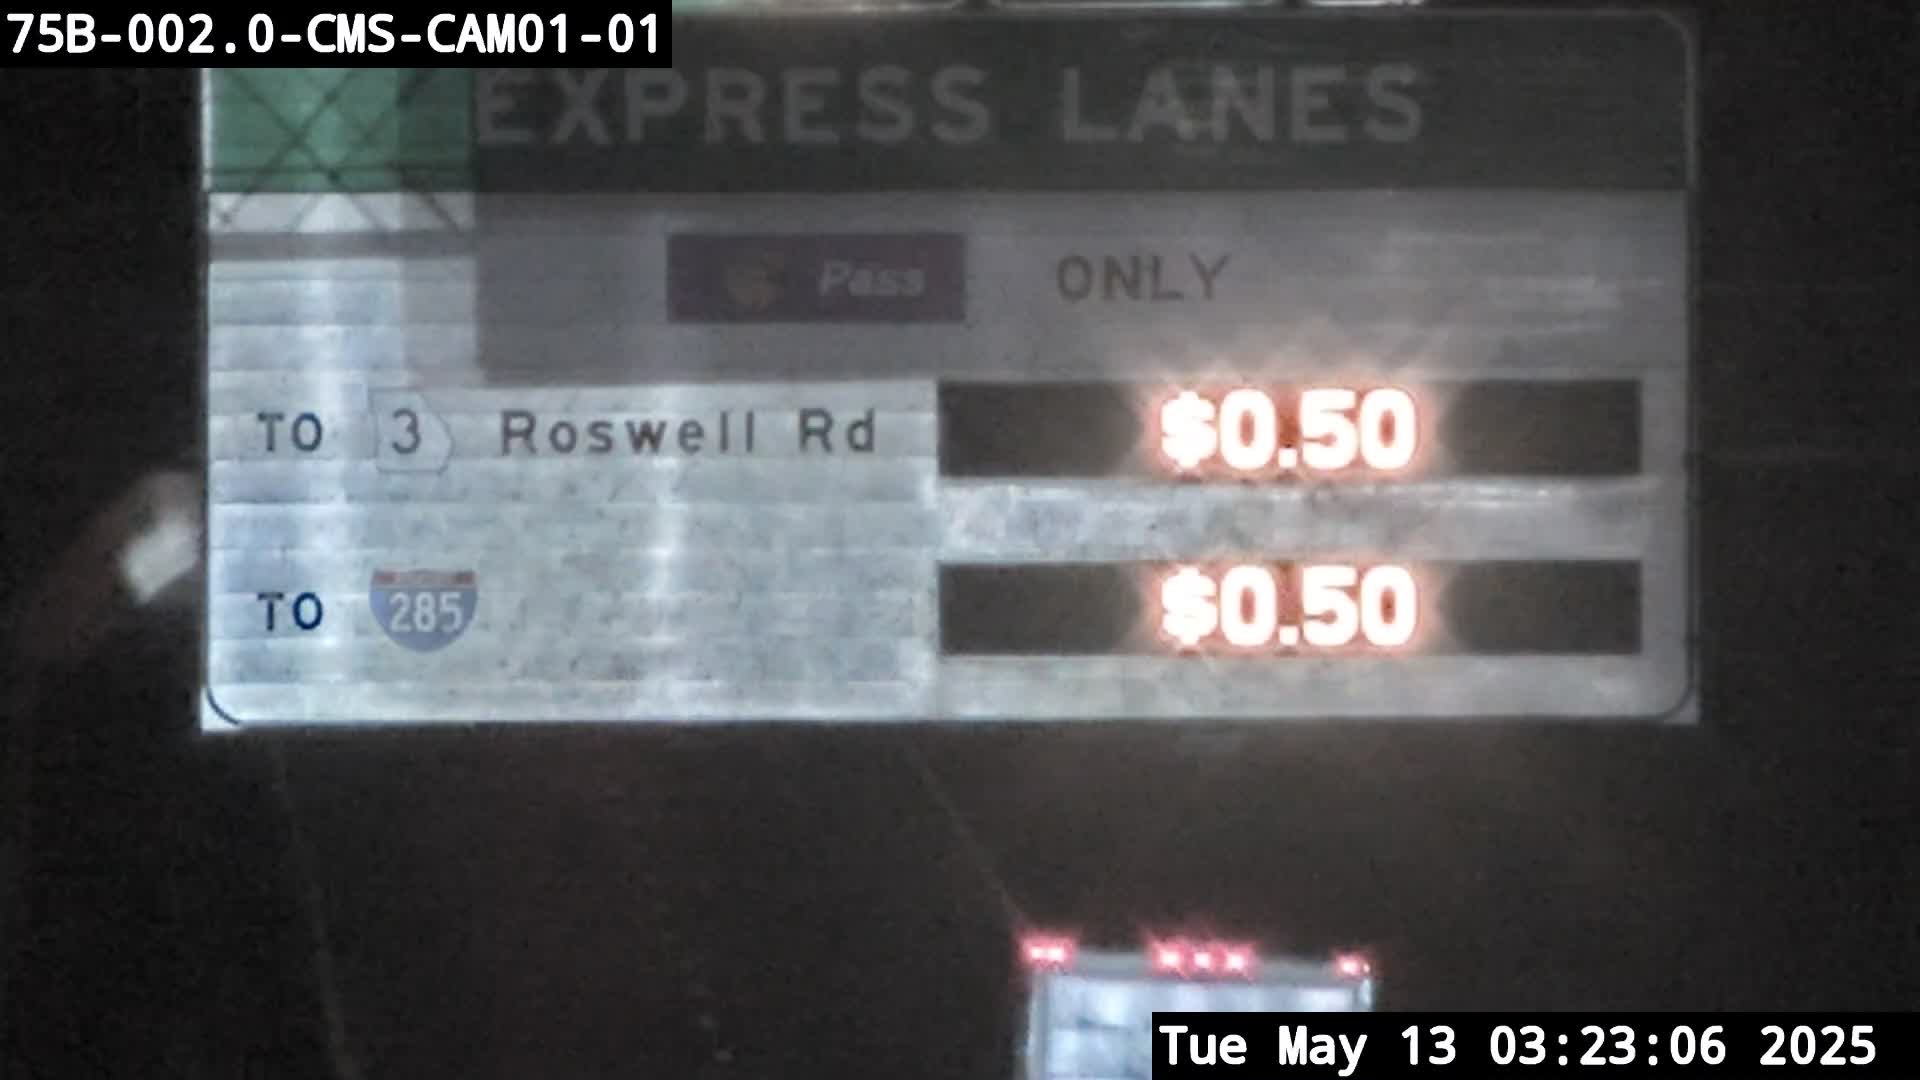 75B-002.0-CMS-CAM01-01
EXPRESS LANES
Pass ONLY
TO 3 Roswell Rd $0.50
TO 285 $0.50
Tue May 13 03:23:06 2025